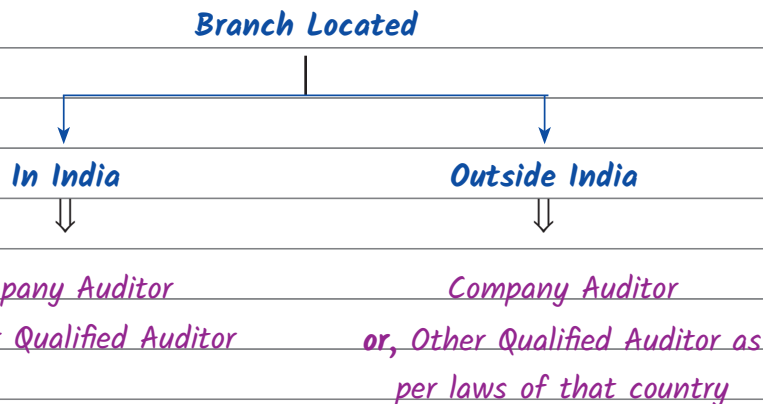 Branch Located
In India
Outside India
pany Auditor
Company Auditor
Qualified Auditor
or, Other Qualified Auditor as
per laws of that country